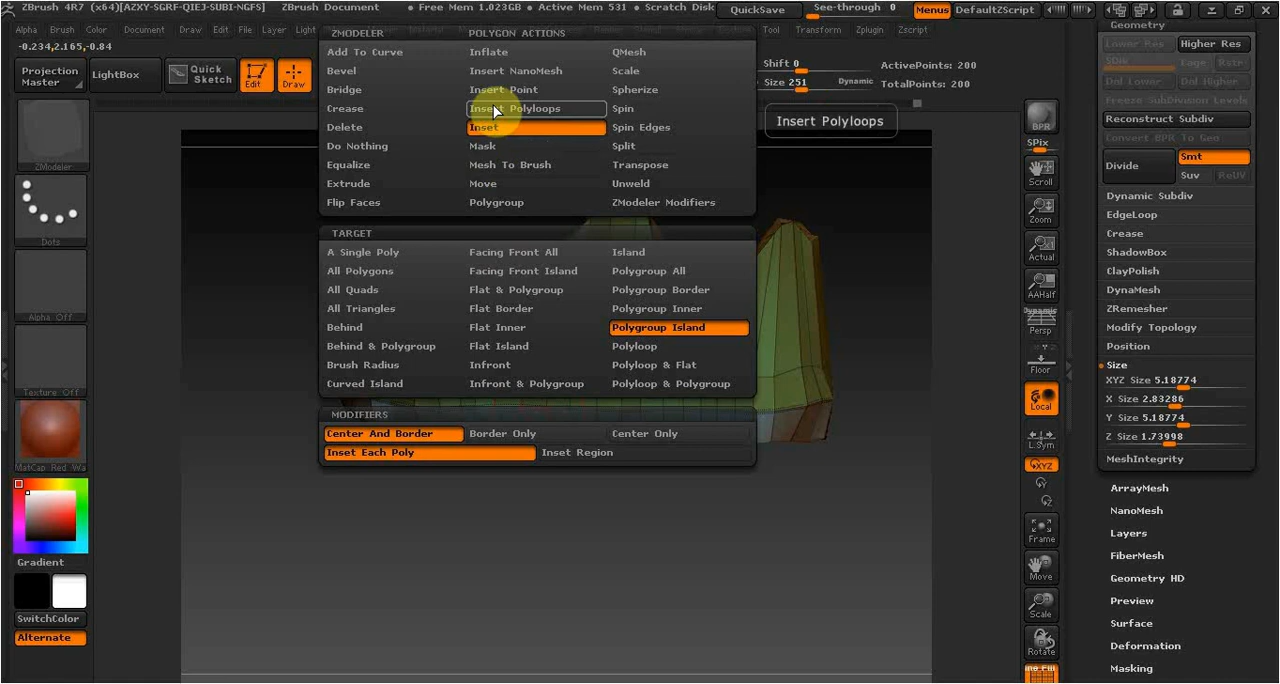 ZBrush 4R7 (x64)[AZXY-SGRF-QIEJ-SUBI-NGFS] ZBrush Document • Free Mem 1.023GB • Active Mem 531 • Scratch Disk QuickSave See-through 0 Menus DefaultZScript
Alpha Brush Color Document Draw Edit File Layer Light Tool Transform Zplugin Zscript
-0.234,2.165,-0.84
Projection Master
LightBox
Quick Sketch
Edit
Draw
Shift 0
Size 251
Dynamic
ActivePoints: 200
TotalPoints: 200
ZMODELER POLYGON ACTIONS
Add To Curve Inflate QMesh
Bevel Insert NanoMesh Scale
Bridge Insert Point Spherize
Crease Insert Polyloops Spin
Delete Inset Spin Edges
Do Nothing Mask Split
Equalize Mesh To Brush Transpose
Extrude Move Unweld
Flip Faces Polygroup ZModeler Modifiers
Insert Polyloops
TARGET
A Single Poly Facing Front All Island
All Polygons Facing Front Island Polygroup All
All Quads Flat & Polygroup Polygroup Border
All Triangles Flat Border Polygroup Inner
Behind Flat Inner Polygroup Island
Behind & Polygroup Flat Island Polyloop
Brush Radius Infront Polyloop & Flat
Curved Island Infront & Polygroup Polyloop & Polygroup
MODIFIERS
Center And Border Border Only Center Only
Inset Each Poly Inset Region
ZModeler
Dots
Alpha Off
Texture Off
MatCap Red Wa
Gradient
SwitchColor
Alternate
BPR
SPix
Scroll
Zoom
Actual
AAHalf
Dynamic
Persp
Floor
Local
L.Sym
XYZ
Frame
Move
Scale
Rotate
Geometry
Lower Res Higher Res
SDiv Cage Rstr
Del Lower Del Higher
Freeze SubDivision Levels
Reconstruct Subdiv
Convert BPR To Geo
Divide
Smt
Suv ReUV
Dynamic Subdiv
EdgeLoop
Crease
ShadowBox
ClayPolish
DynaMesh
ZRemesher
Modify Topology
Position
Size
XYZ Size 5.18774
X Size 2.83286
Y Size 5.18774
Z Size 1.73998
MeshIntegrity
ArrayMesh
NanoMesh
Layers
FiberMesh
Geometry HD
Preview
Surface
Deformation
Masking